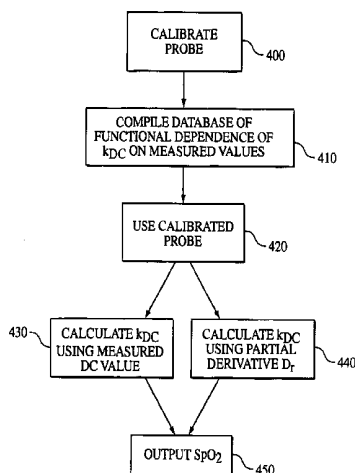 CALIBRATE
PROBE
400
COMPILE DATABASE OF
FUNCTIONAL DEPENDENCE OF
kDC ON MEASURED VALUES
410
USE CALIBRATED
PROBE
420
430
CALCULATE kDC
USING MEASURED
DC VALUE
CALCULATE kDC
USING PARTIAL
DERIVATIVE Dr
440
OUTPUT SpO2
450